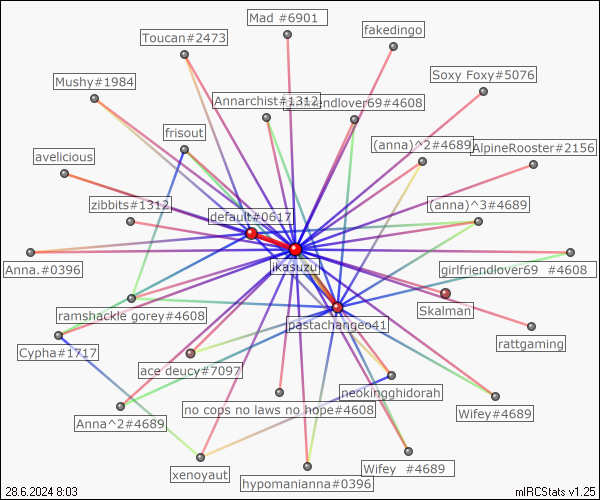 Mad #6901
fakedingo
Toucan#2473
Soxy Foxy#5076
Mushy#1984
Annarchist#1312
endlover69#4608
frisout
(anna)^2#4689
AlpineRooster#2156
avelicious
zibbits#1312
default#0617
(anna)^3#4689
Anna.#0396
jkasuzu
girlfriendlover69 #4608
ramshackle gorey#4608
Skalman
pastachangeo41
Cypha#1717
rattgaming
ace deucy#7097
neokingghidorah
no cops no laws no hope#4608
Wifey#4689
Anna^2#4689
xenoyaut
Wifey #4689
hypomanianna#0396
28.6.2024 8:03
mIRCStats v1.25